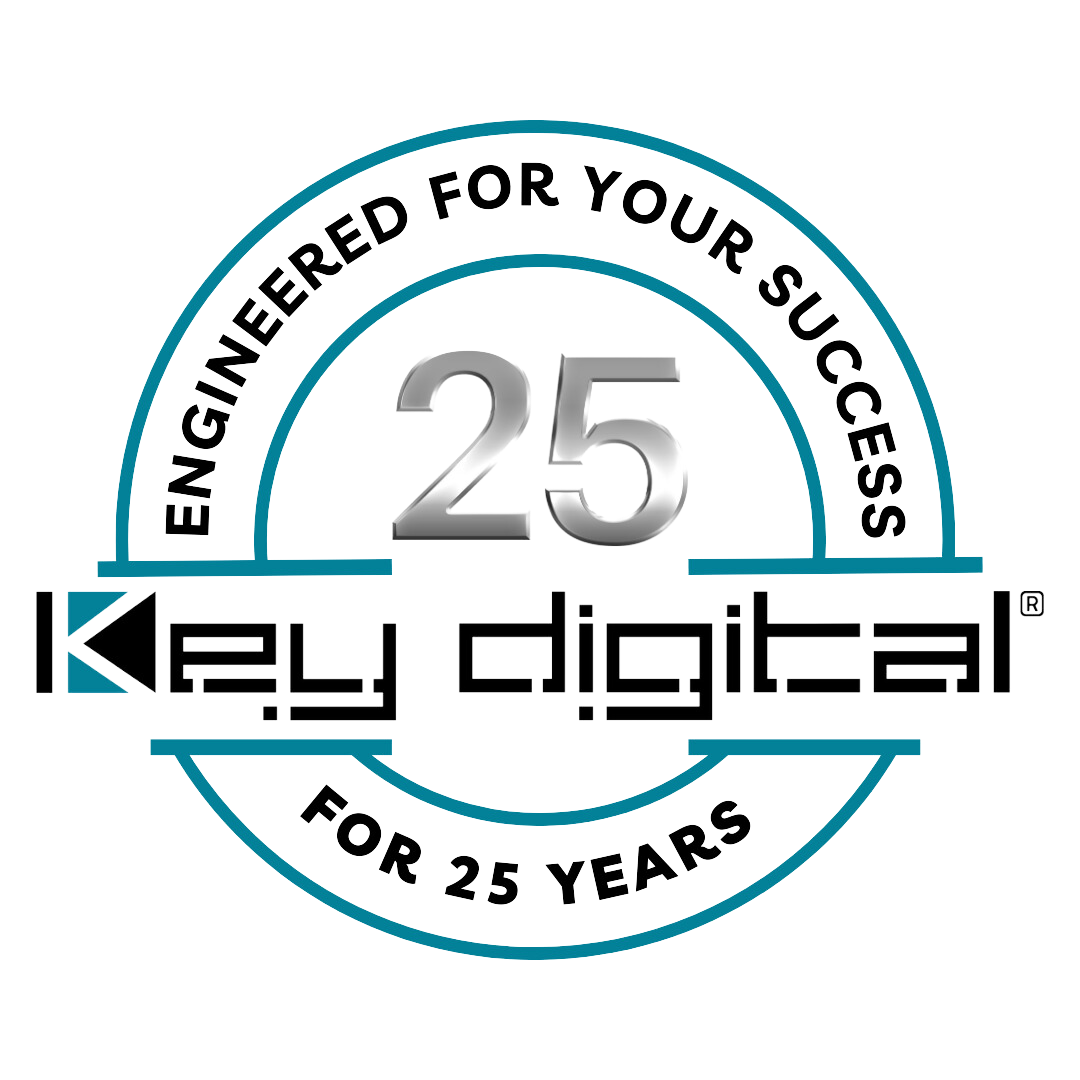 ENGINEERED FOR YOUR SUCCESS
25
Key digital®
FOR 25 YEARS